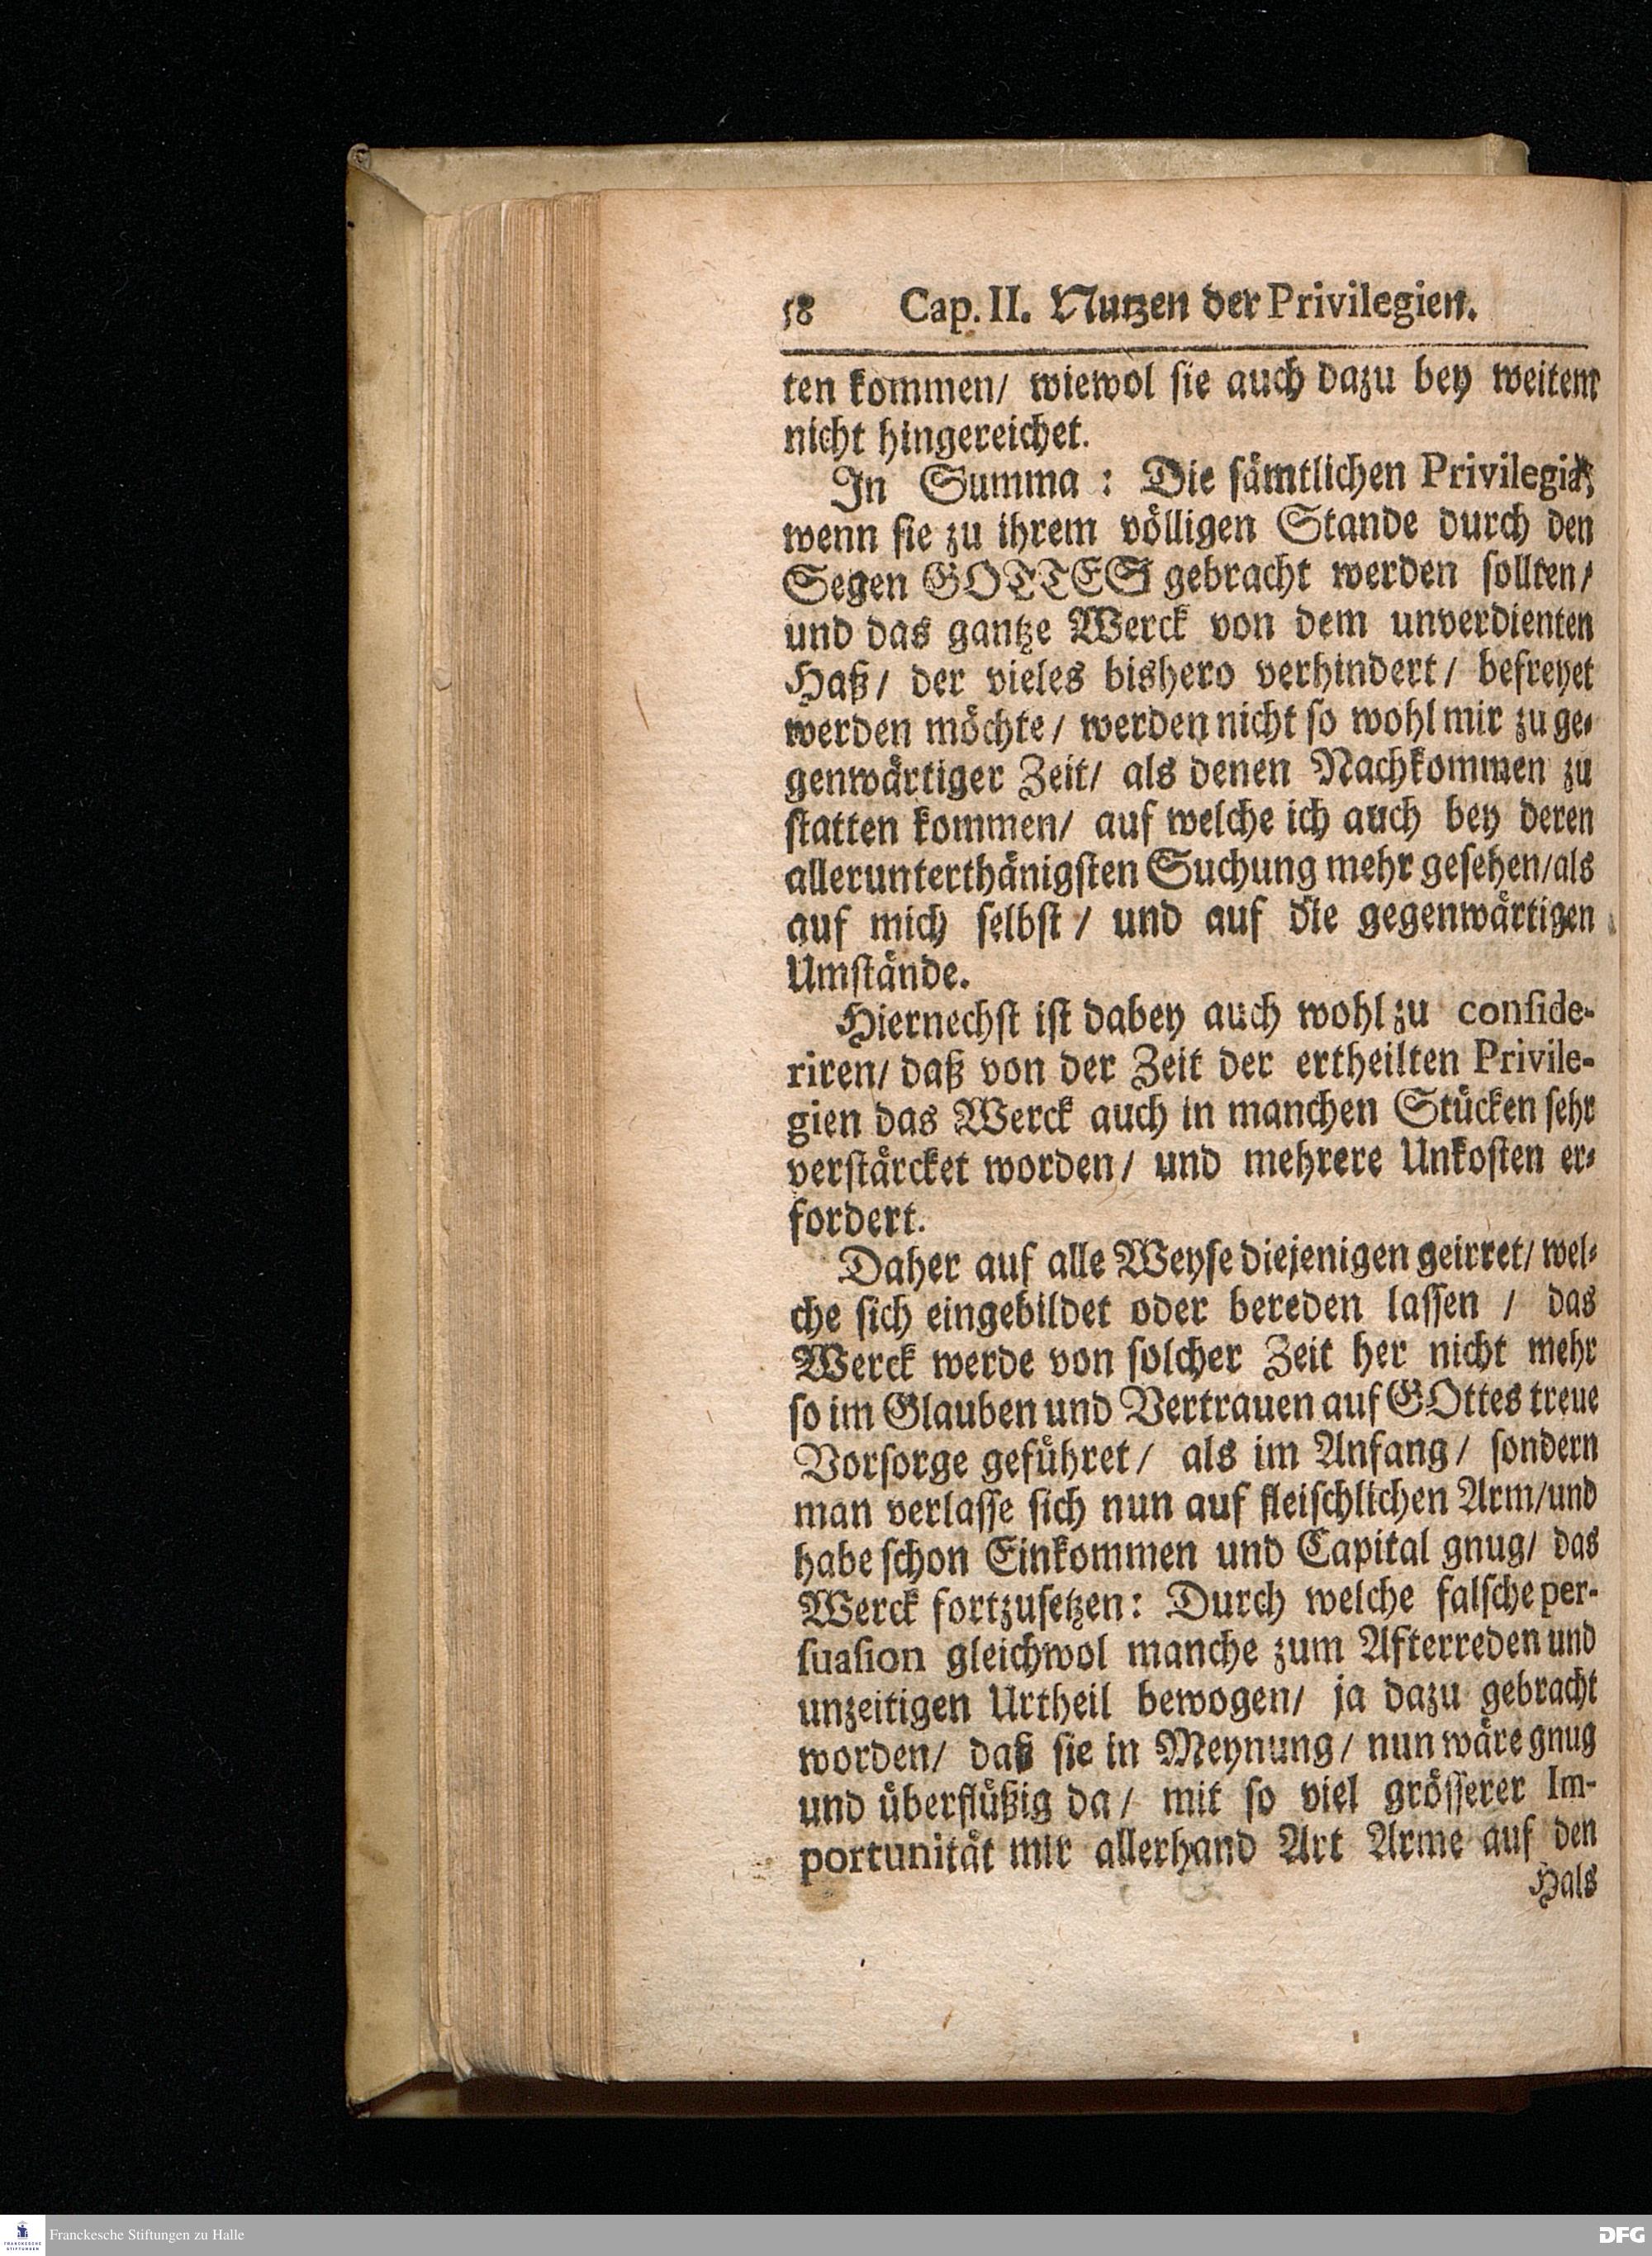 58 Cap. II. Nutzen der Privilegien.
ten kommen/ wiewol sie auch dazu bey weitem
nicht hingereichet.
In Summa : Die sämtlichen Privilegia,
wenn sie zu ihrem völligen Stande durch den
Segen GOTTES gebracht werden sollten/
und das gantze Werck von dem unverdienten
Haß/ der vieles bishero verhindert/ befreyet
werden möchte/ werden nicht so wohl mir zu ge-
genwärtiger Zeit/ als denen Nachkommen zu
statten kommen/ auf welche ich auch bey deren
allerunterthänigsten Suchung mehr gesehen/als
auf mich selbst / und auf die gegenwärtigen
Umstände.
Hiernechst ist dabey auch wohl zu conside-
riren/ daß von der Zeit der ertheilten Privile-
gien das Werck auch in manchen Stücken sehr
verstärcket worden/ und mehrere Unkosten er-
fordert.
Daher auf alle Weyse diejenigen geirret/ wel-
che sich eingebildet oder bereden lassen / das
Werck werde von solcher Zeit her nicht mehr
so im Glauben und Vertrauen auf GOttes treue
Vorsorge geführet/ als im Anfang/ sondern
man verlasse sich nun auf fleischlichen Arm/und
habe schon Einkommen und Capital gnug/ das
Werck fortzusetzen: Durch welche falsche per-
suasion gleichwol manche zum Afterreden und
unzeitigen Urtheil bewogen/ ja dazu gebracht
worden/ daß sie in Meynung/ nun wäre gnug
und überflüßig da/ mit so viel grösserer Im-
portunität mir allerhand Art Arme auf den
Hals
Franckesche Stiftungen zu Halle
DFG